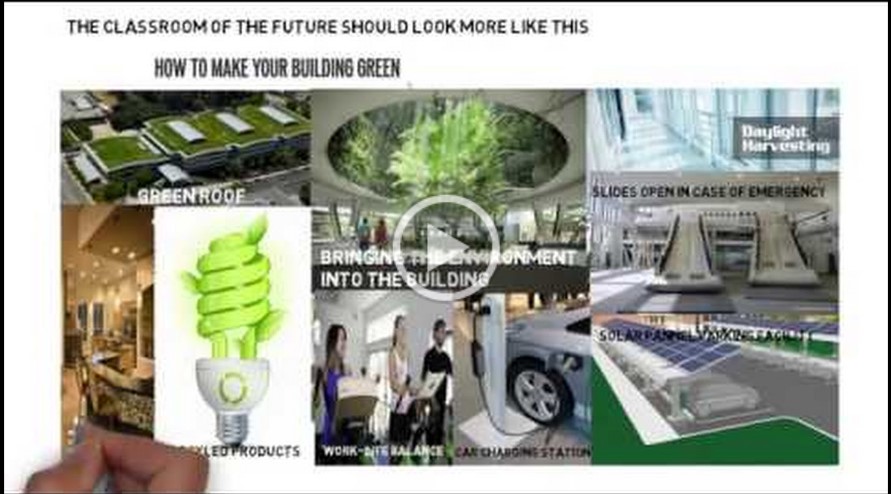 THE CLASSROOM OF THE FUTURE SHOULD LOOK MORE LIKE THIS
HOW TO MAKE YOUR BUILDING GREEN
Daylight
Harvesting
GREEN ROOF
SLIDES OPEN IN CASE OF EMERGENCY
BRINGING THE ENVIRONMENT
INTO THE BUILDING
SOLAR
PRODUCTS
WORK-LIFE BALANCE
CAR CHARGING STATION